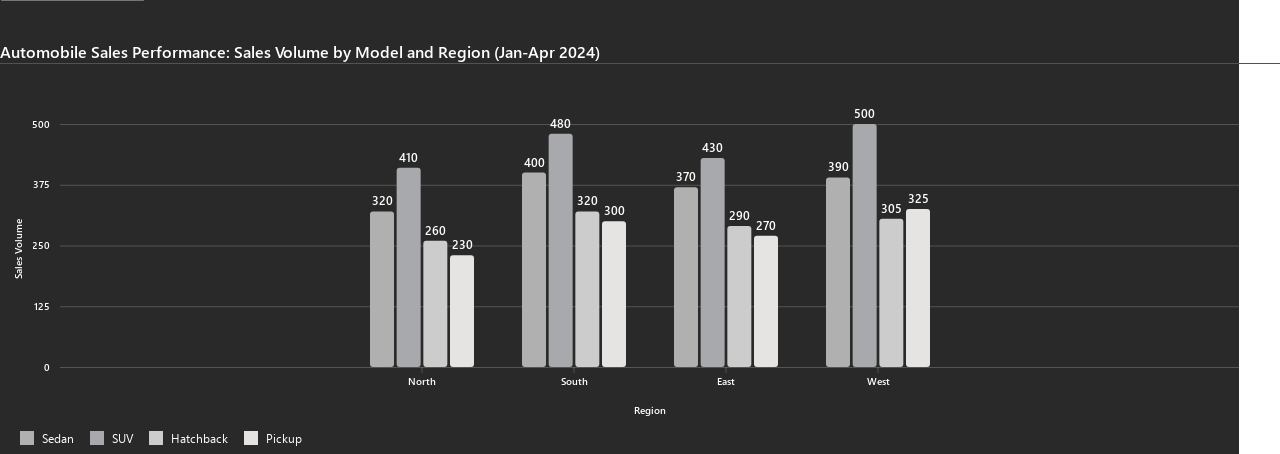 Automobile Sales Performance: Sales Volume by Model and Region (Jan-Apr 2024)
500
375
250
125
0
Sales Volume
320
410
260
230
400
480
320
300
370
430
290
270
390
500
305
325
North
South
East
West
Region
Sedan
SUV
Hatchback
Pickup